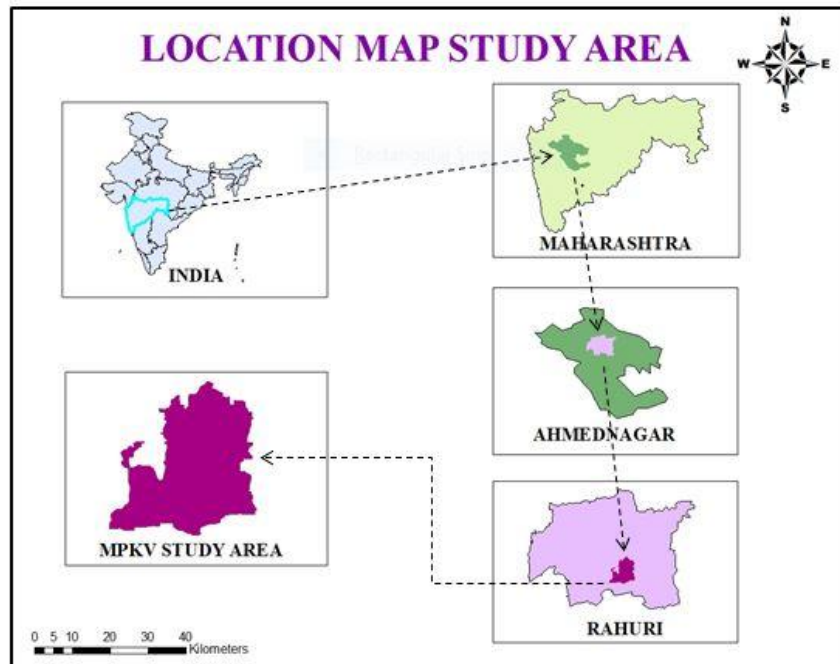 LOCATION MAP STUDY AREA
N
W E
S
INDIA
MAHARASHTRA
AHMEDNAGAR
MPKV STUDY AREA
RAHURI
0 5 10 20 30 40
Kilometers